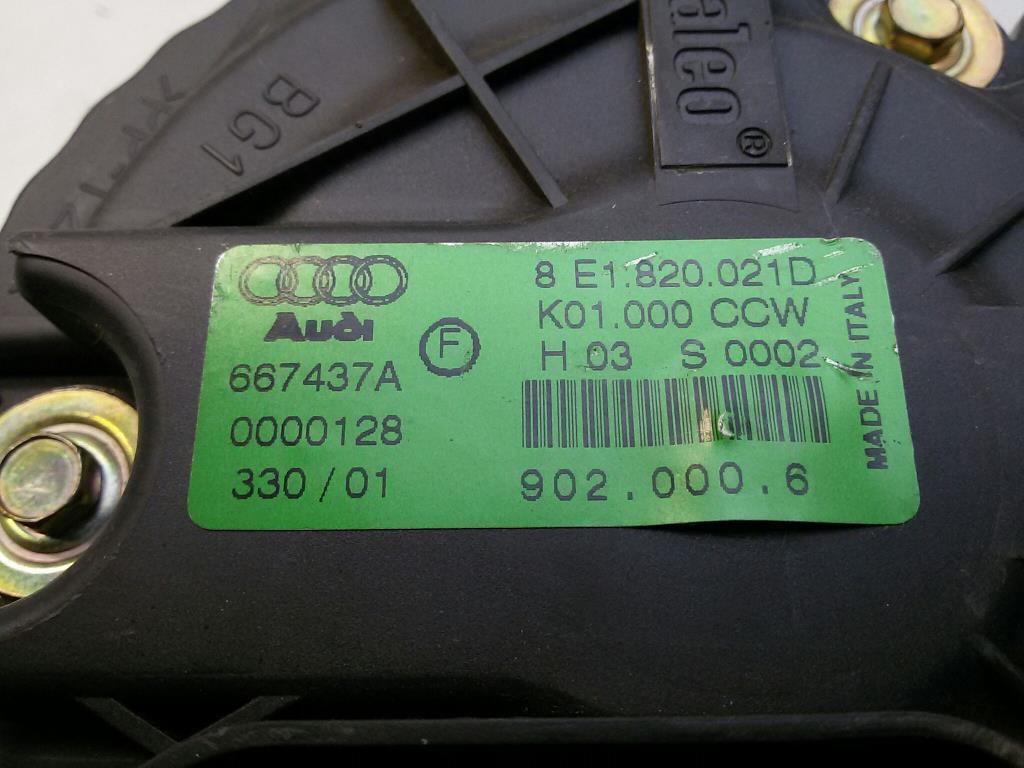 aleo®
BG1
Audi
F
667437A
0000128
330/01
8 E1.820.021D
K01.000 CCW
H 03 S 0002
902.000.6
MADE IN ITALY